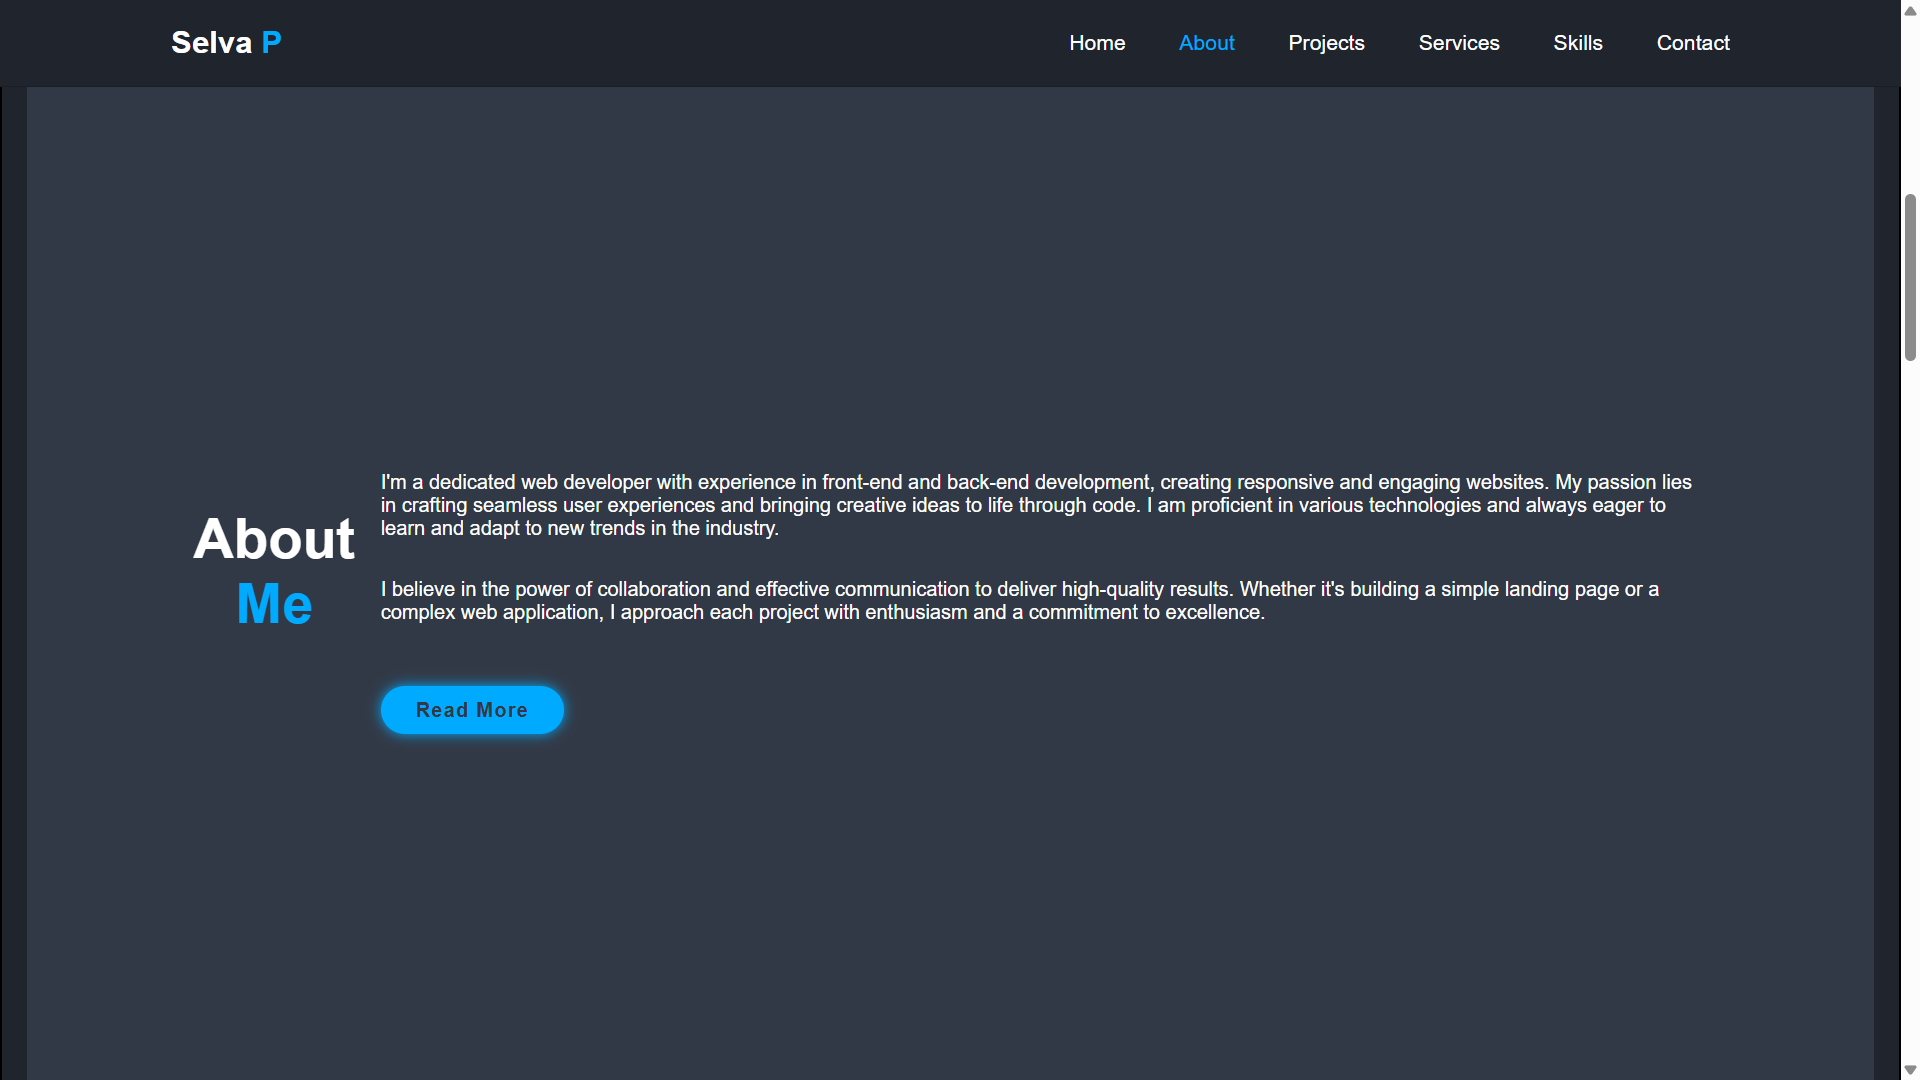 Selva P
Home About Projects Services Skills Contact
About
Me
I'm a dedicated web developer with experience in front-end and back-end development, creating responsive and engaging websites. My passion lies
in crafting seamless user experiences and bringing creative ideas to life through code. I am proficient in various technologies and always eager to
learn and adapt to new trends in the industry.
I believe in the power of collaboration and effective communication to deliver high-quality results. Whether it's building a simple landing page or a
complex web application, I approach each project with enthusiasm and a commitment to excellence.
Read More